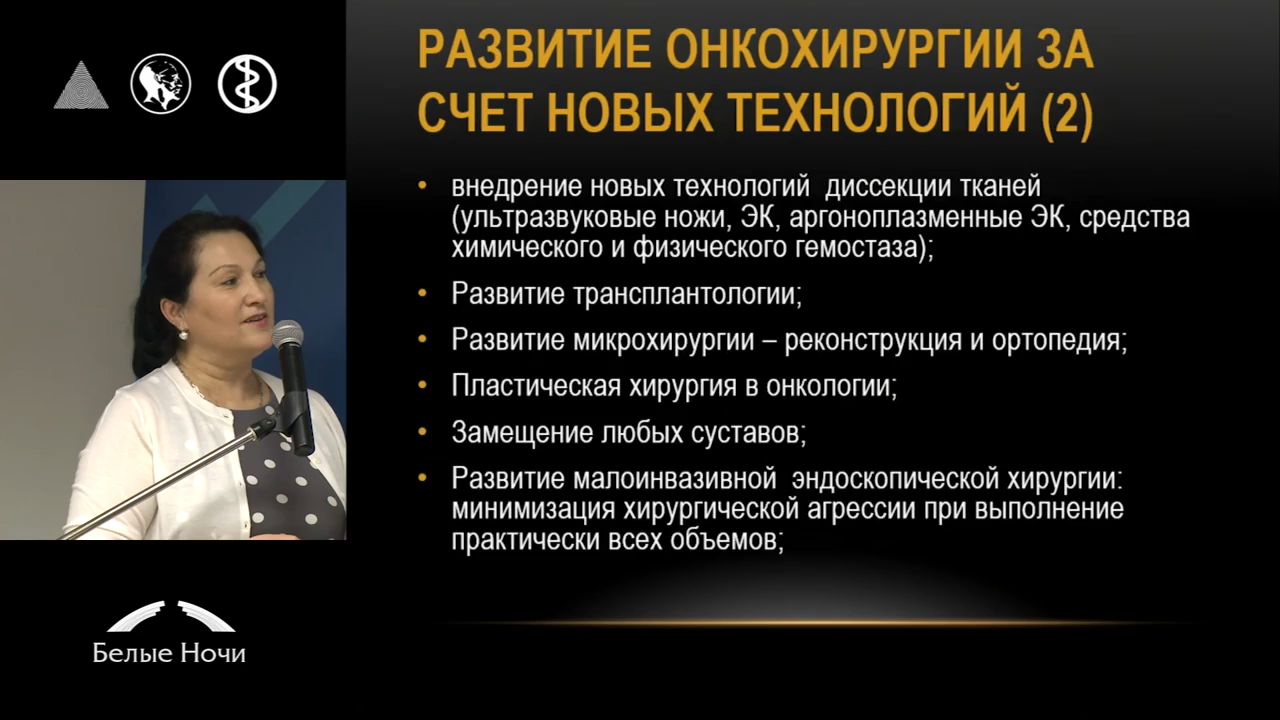 РАЗВИТИЕ ОНКОХИРУРГИИ ЗА
СЧЕТ НОВЫХ ТЕХНОЛОГИЙ (2)
• внедрение новых технологий диссекции тканей
(ультразвуковые ножи, ЭК, аргоноплазменные ЭК, средства
химического и физического гемостаза);
• Развитие трансплантологии;
• Развитие микрохирургии – реконструкция и ортопедия;
• Пластическая хирургия в онкологии;
• Замещение любых суставов;
• Развитие малоинвазивной эндоскопической хирургии:
минимизация хирургической агрессии при выполнение
практически всех объемов;
Белые Ночи